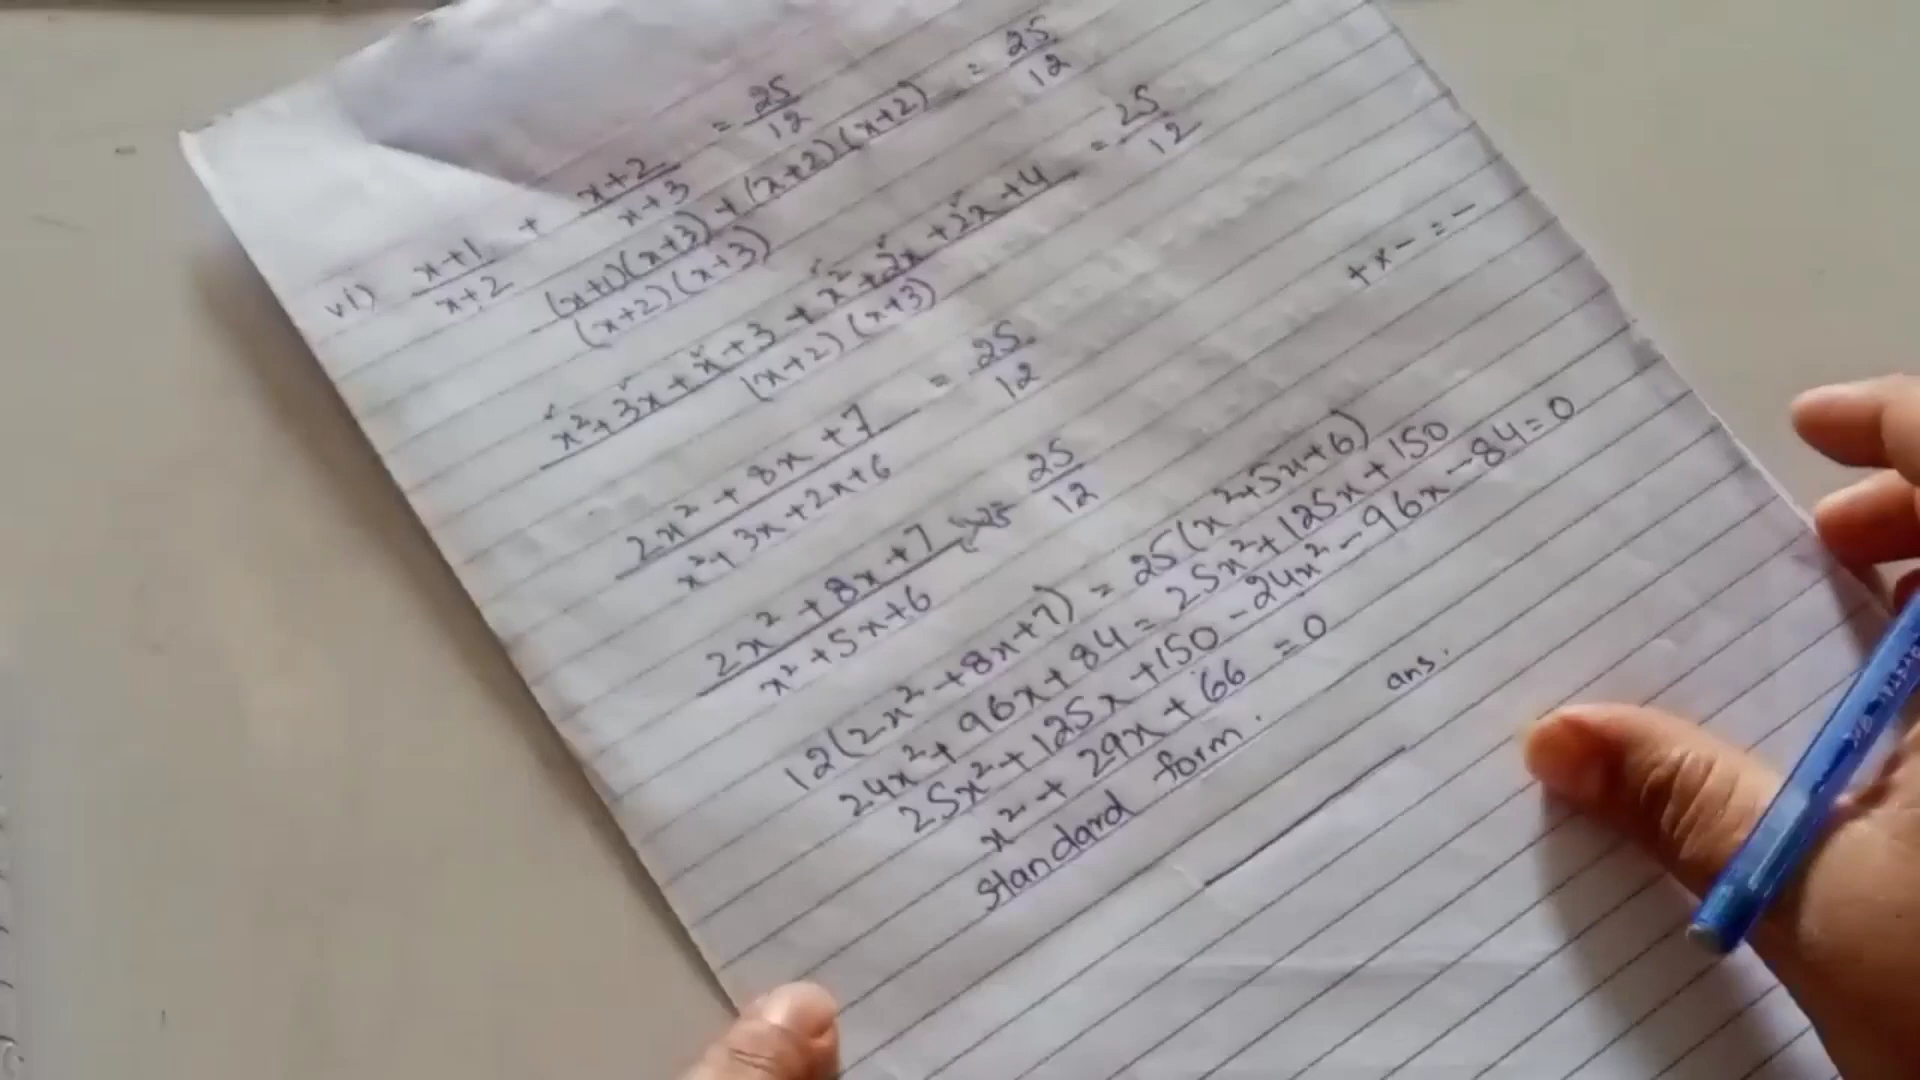 vi) x+1/x+2 + x+2/x+3 = 25/12
(x+1)(x+3)+(x+2)(x+2)/(x+2)(x+3) = 25/12
x²+3x+x+3+x²+2x+2x+4/(x+2)(x+3) = 25/12
+x-=-
2x²+8x+7/x²+3x+2x+6 = 25/12
2x²+8x+7/x²+5x+6 = 25/12
12(2x²+8x+7) = 25(x²+5x+6)
24x²+96x+84=25x²+125x+150
25x²+125x+150-24x²-96x-84=0
x²+29x+66=0
standard form. ans.